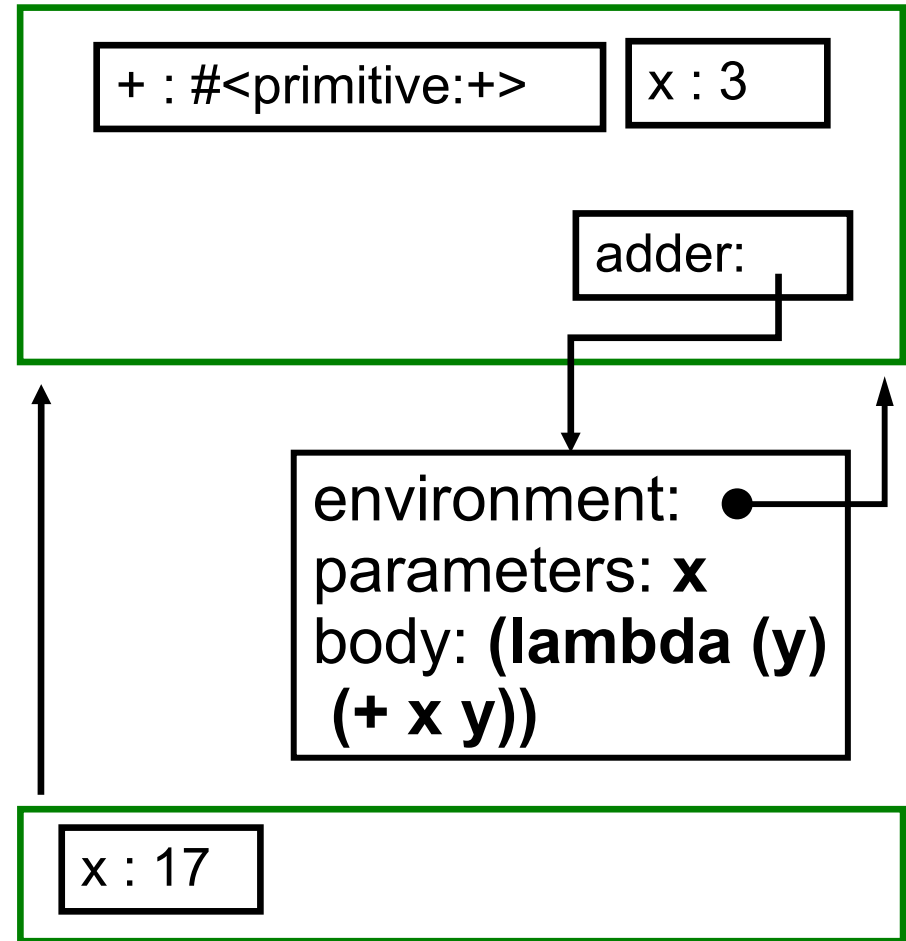 + : #<primitive:+>
x : 3
adder:
environment:
parameters: x
body: (lambda (y)
(+ x y))
x : 17